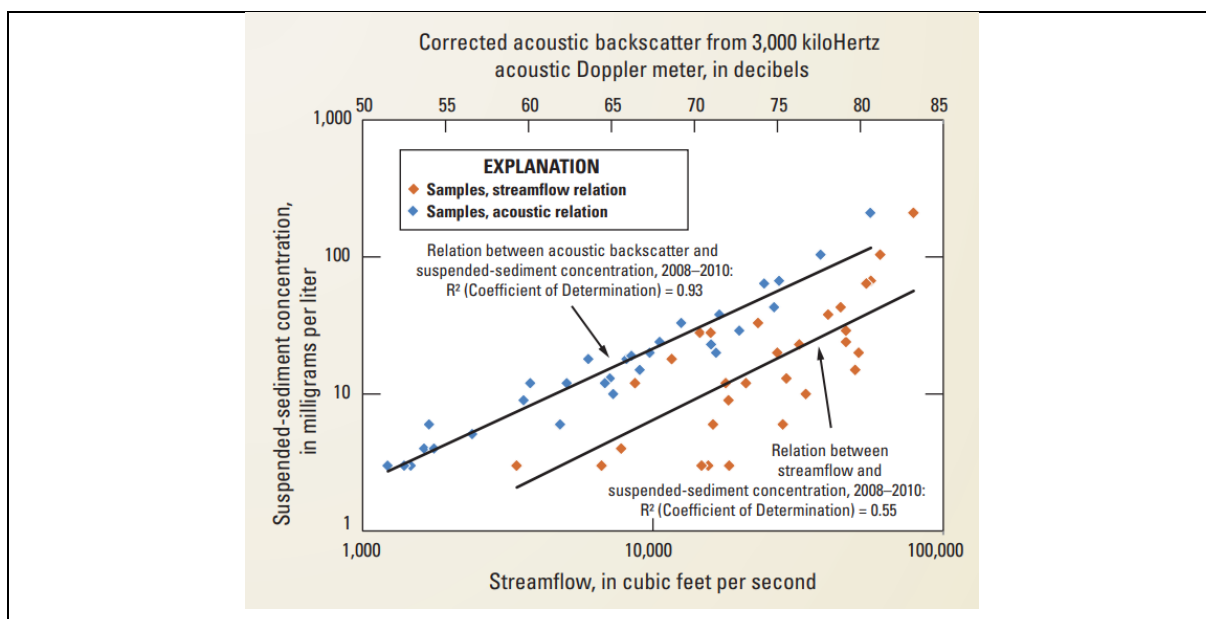 Corrected acoustic backscatter from 3,000 kiloHertz
acoustic Doppler meter, in decibels
50 55 60 65 70 75 80 85
1,000
100
10
1
Suspended-sediment concentration,
in milligrams per liter
EXPLANATION
Samples, streamflow relation
Samples, acoustic relation
Relation between acoustic backscatter and
suspended-sediment concentration, 2008–2010:
R² (Coefficient of Determination) = 0.93
Relation between
streamflow and
suspended-sediment concentration, 2008–2010:
R² (Coefficient of Determination) = 0.55
1,000 10,000 100,000
Streamflow, in cubic feet per second